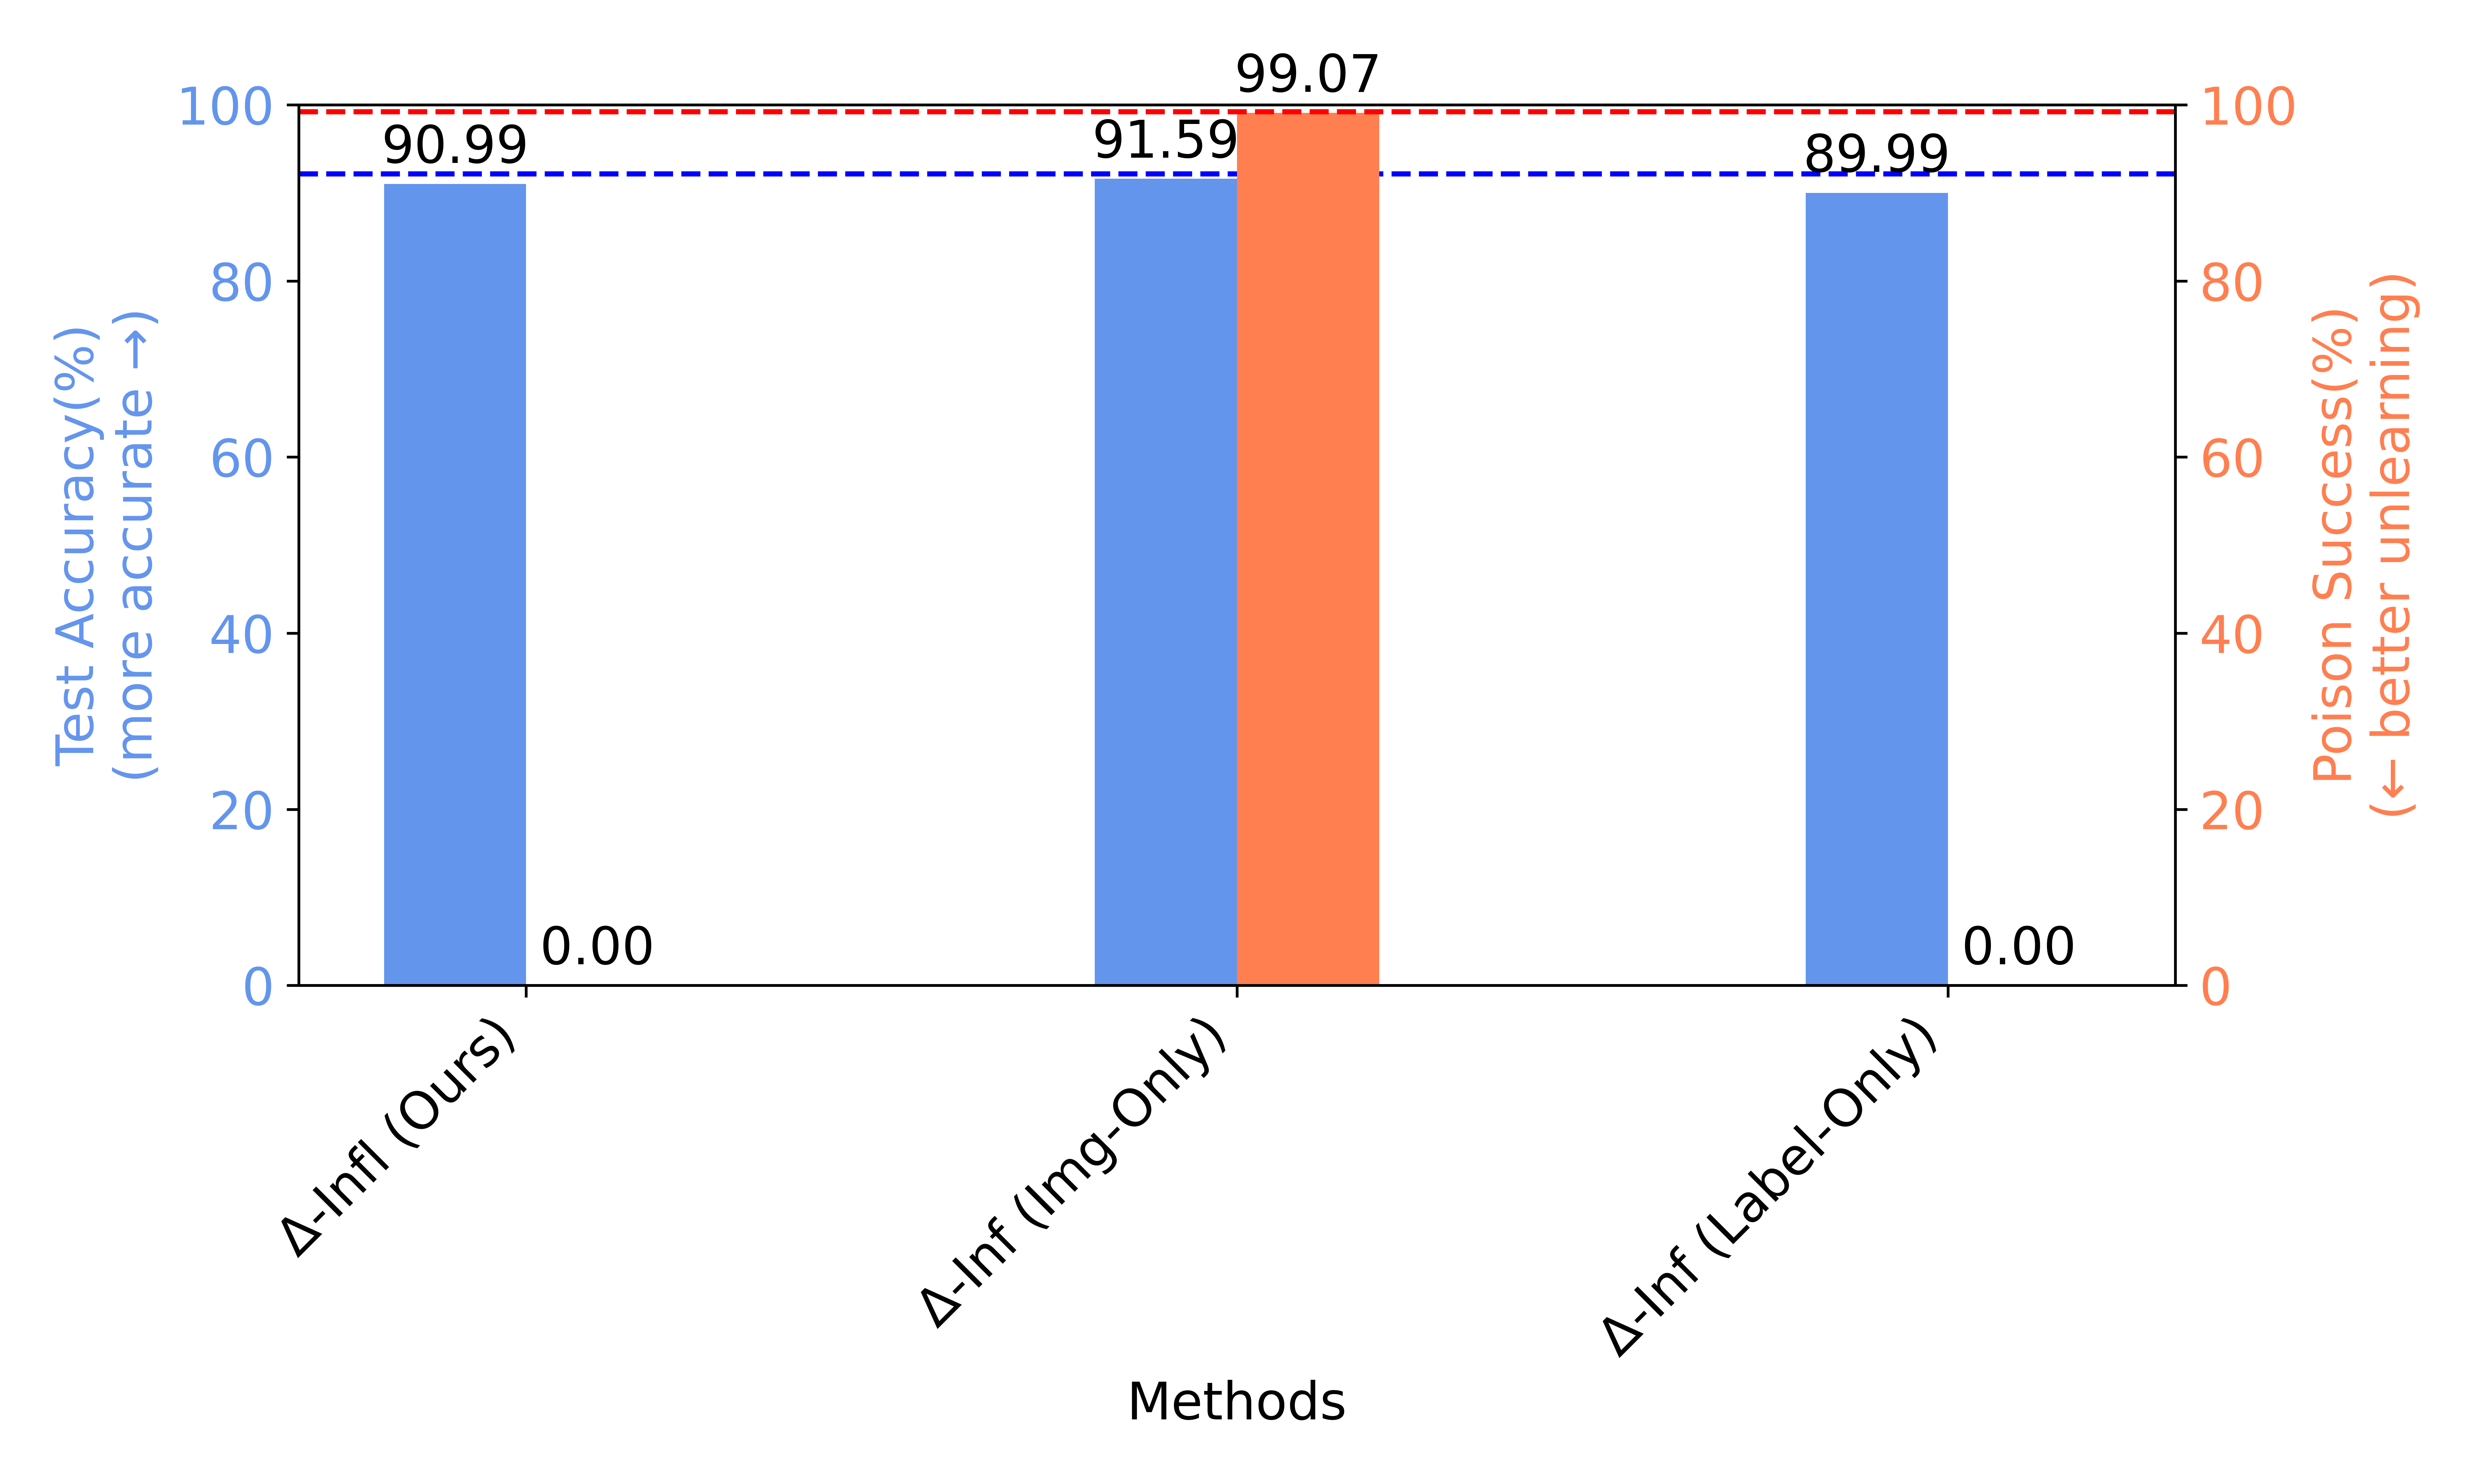 99.07
100
90.99
91.59
89.99
100
80
80
60
60
40
40
20
20
0
0.00
0.00
0
Test Accuracy(%)
(more accurate →)
Poison Success(%)
(← better unlearning)
Δ-Infl (Ours)
Δ-Inf (Img-Only)
Δ-Inf (Label-Only)
Methods